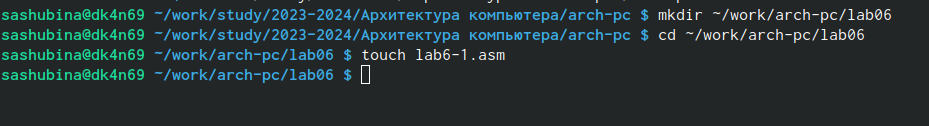 sashubina@dk4n69 ~/work/study/2023-2024/Архитектура компьютера/arch-pc $ mkdir ~/work/arch-pc/lab06
sashubina@dk4n69 ~/work/study/2023-2024/Архитектура компьютера/arch-pc $ cd ~/work/arch-pc/lab06
sashubina@dk4n69 ~/work/arch-pc/lab06 $ touch lab6-1.asm
sashubina@dk4n69 ~/work/arch-pc/lab06 $